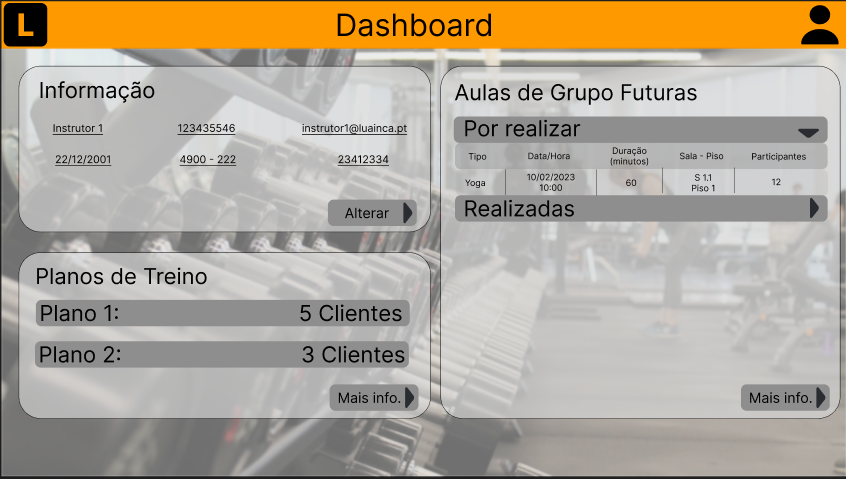 L
Dashboard
Informação
Instrutor 1 123435546 instrutor1@luainca.pt
22/12/2001 4900 - 222 23412334
Alterar
Planos de Treino
Plano 1: 5 Clientes
Plano 2: 3 Clientes
Mais info.
Aulas de Grupo Futuras
Por realizar
Tipo Data/Hora Duração (minutos) Sala - Piso Participantes
Yoga 10/02/2023 10:00 60 S 1.1 Piso 1 12
Realizadas
Mais info.